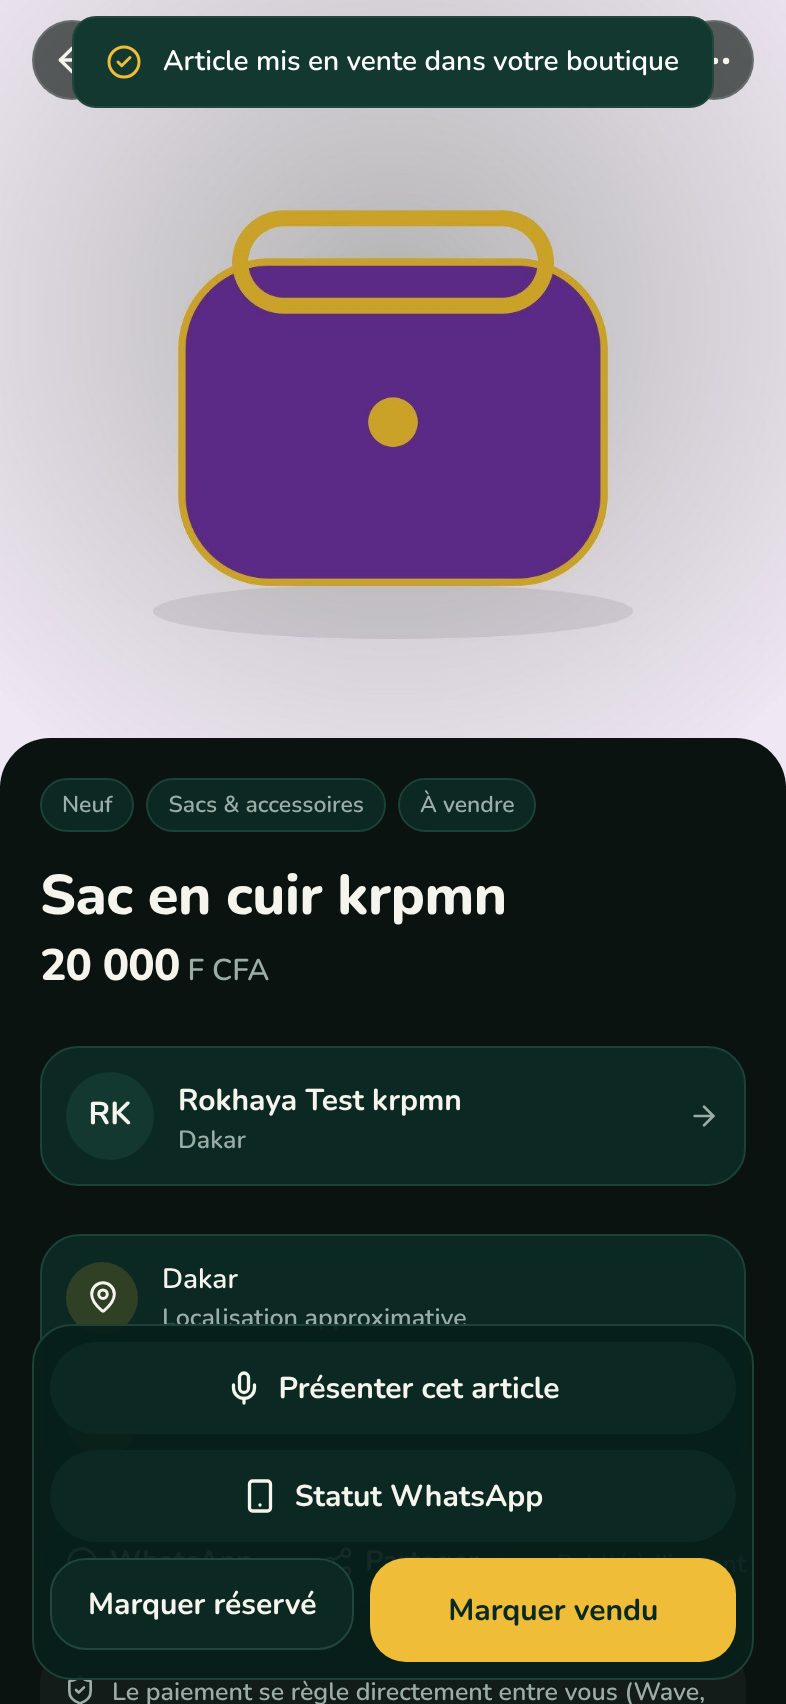 Article mis en vente dans votre boutique
Neuf
Sacs & accessoires
À vendre
Sac en cuir krpmn
20 000 F CFA
RK
Rokhaya Test krpmn
Dakar
Dakar
Localisation approximative
Présenter cet article
Statut WhatsApp
WhatsApp
Marquer réservé
Marquer vendu
Le paiement se règle directement entre vous (Wave,